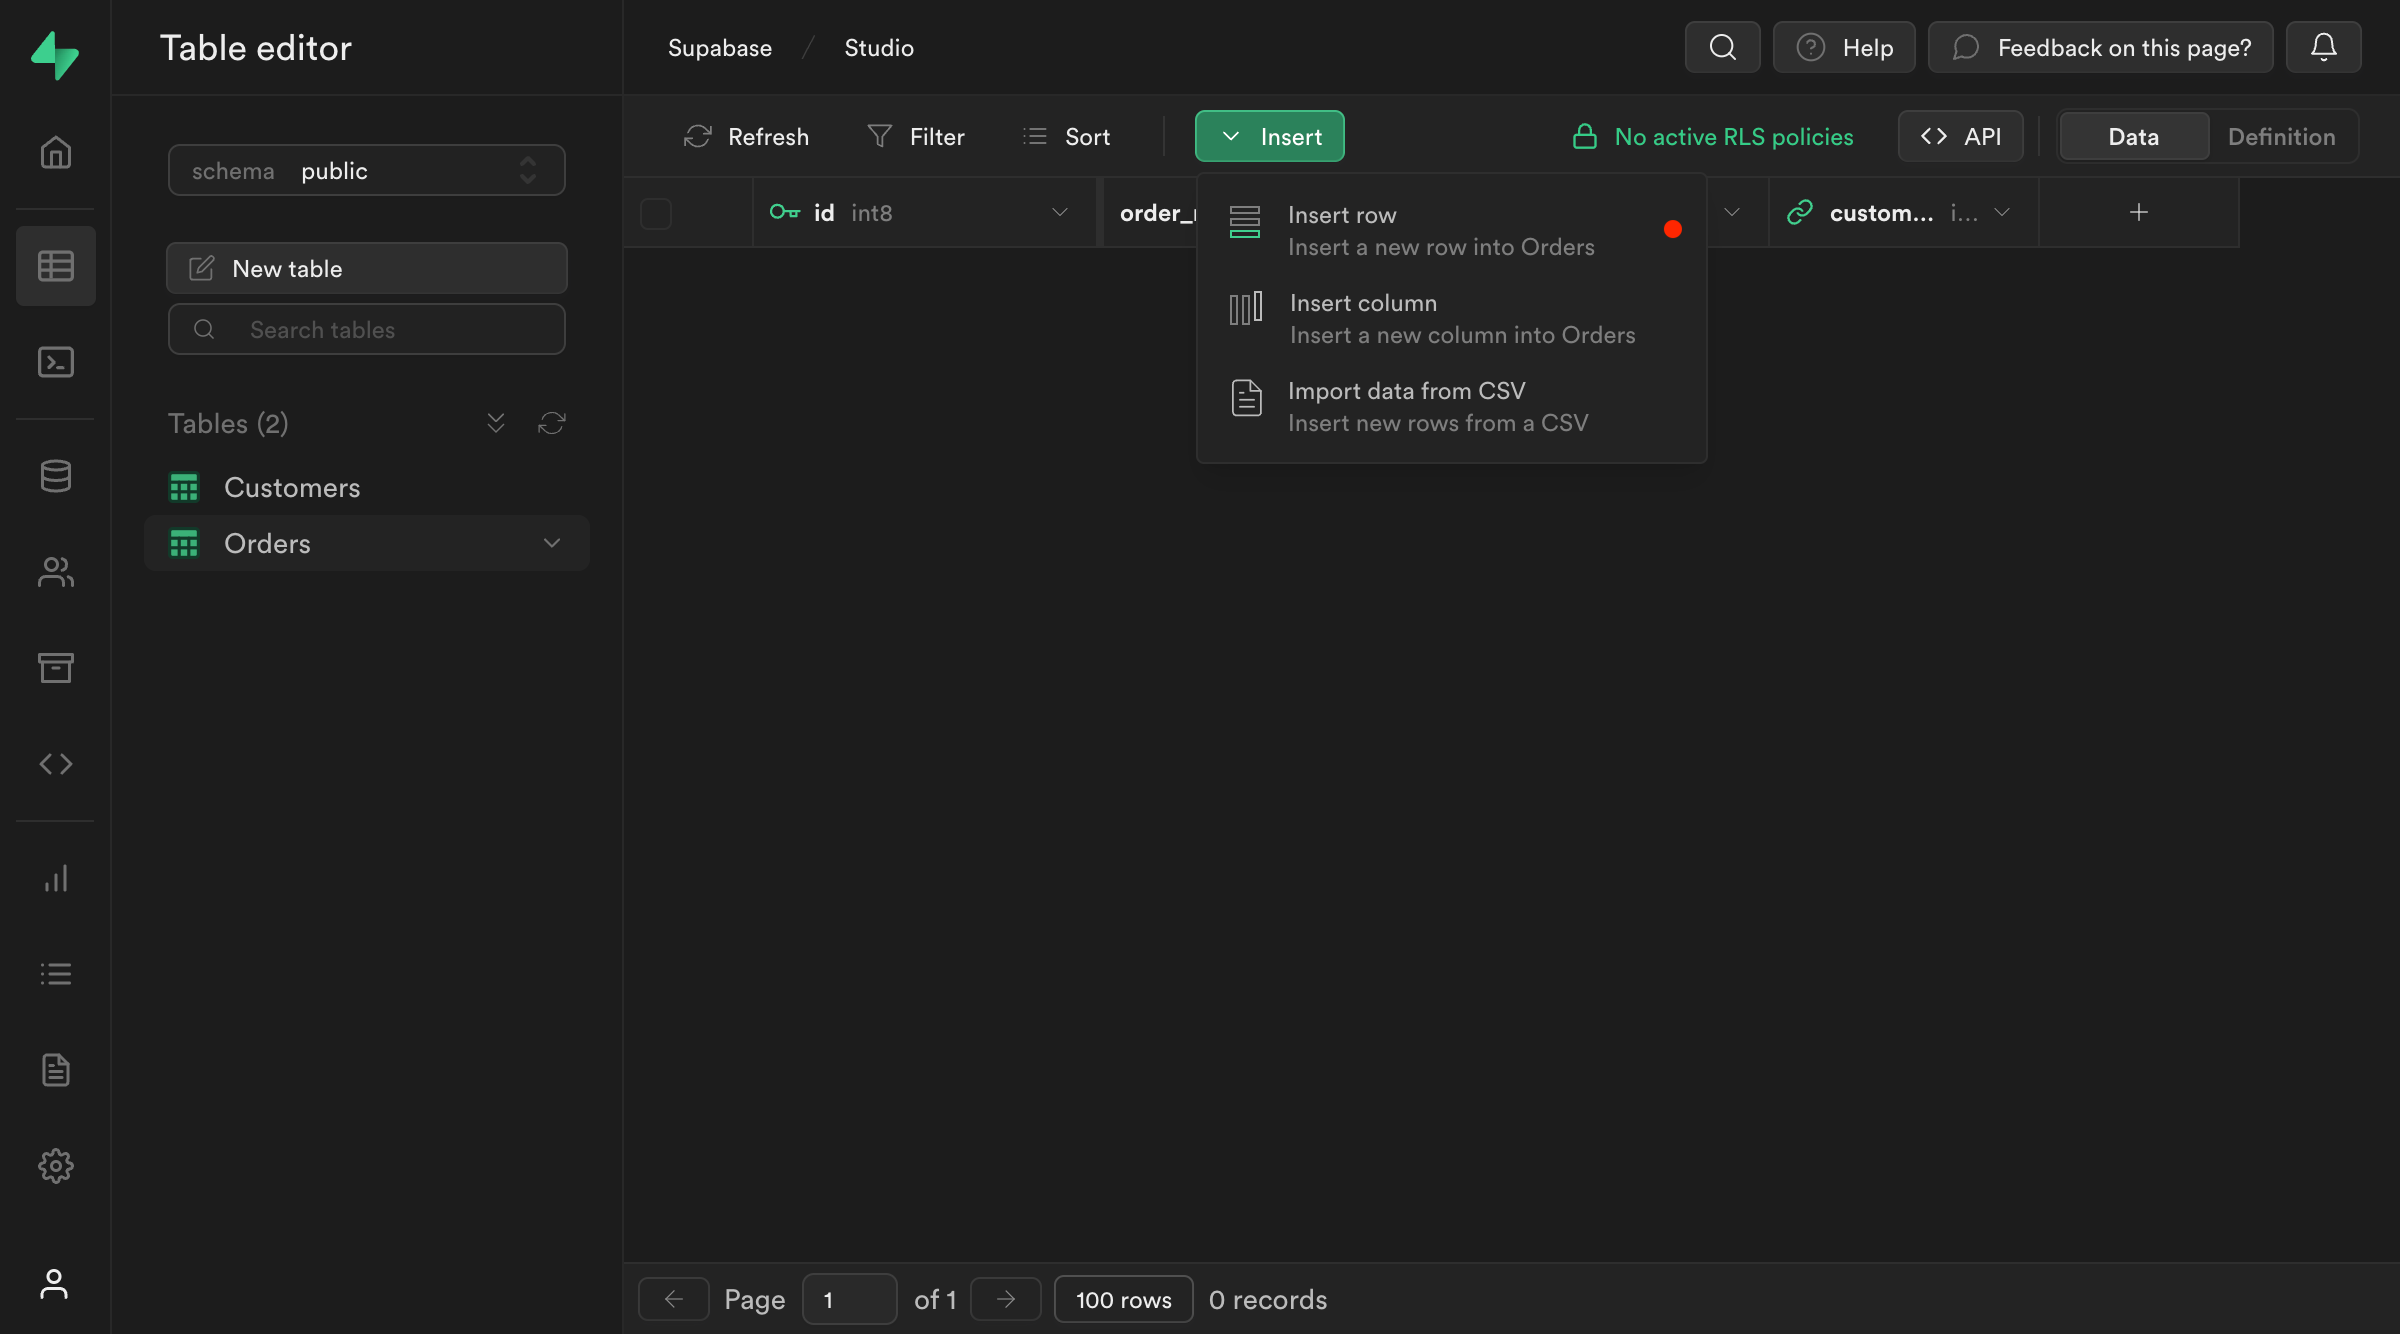 Table editor
Supabase / Studio
Help
Feedback on this page?
schema public
New table
Search tables
Tables (2)
Customers
Orders
Refresh
Filter
Sort
Insert
No active RLS policies
API
Data
Definition
id int8
custom... i...
Insert row
Insert a new row into Orders
Insert column
Insert a new column into Orders
Import data from CSV
Insert new rows from a CSV
Page 1 of 1
100 rows
0 records